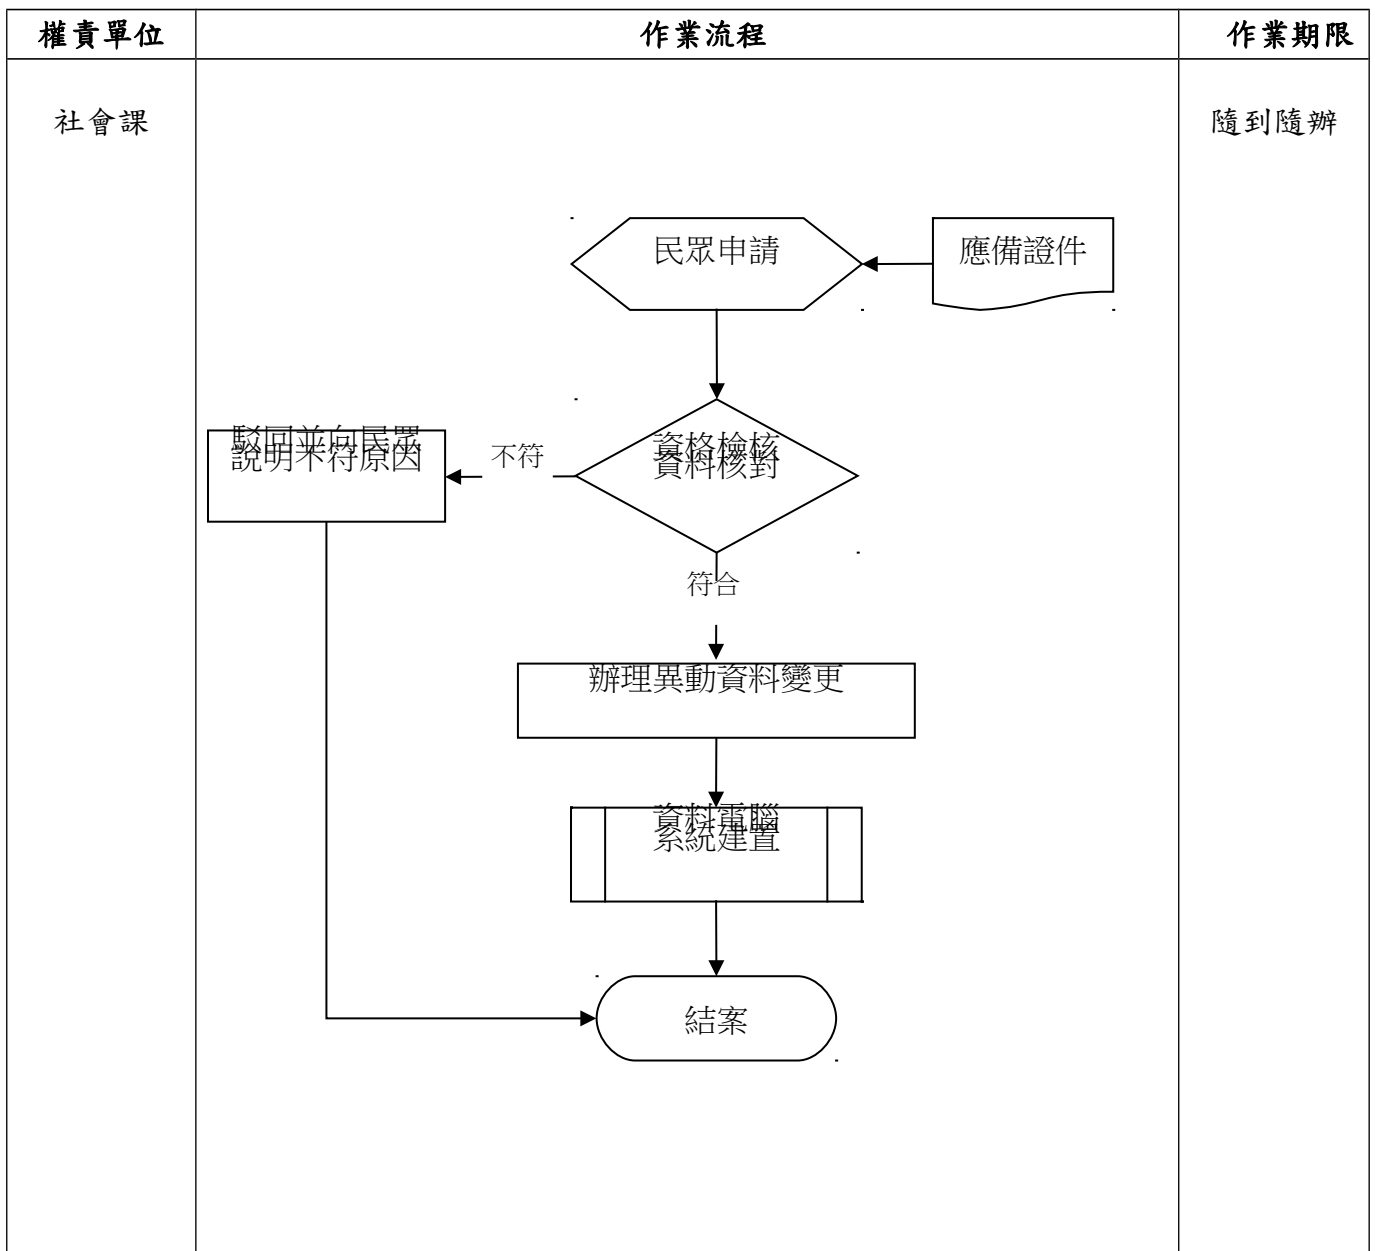 權責單位
作業流程
作業期限
社會課
隨到隨辦
民眾申請
應備證件
資格檢核
資料核對
不符
駁回並向民眾
說明不符原因
符合
辦理異動資料變更
資料電腦
系統建置
結案